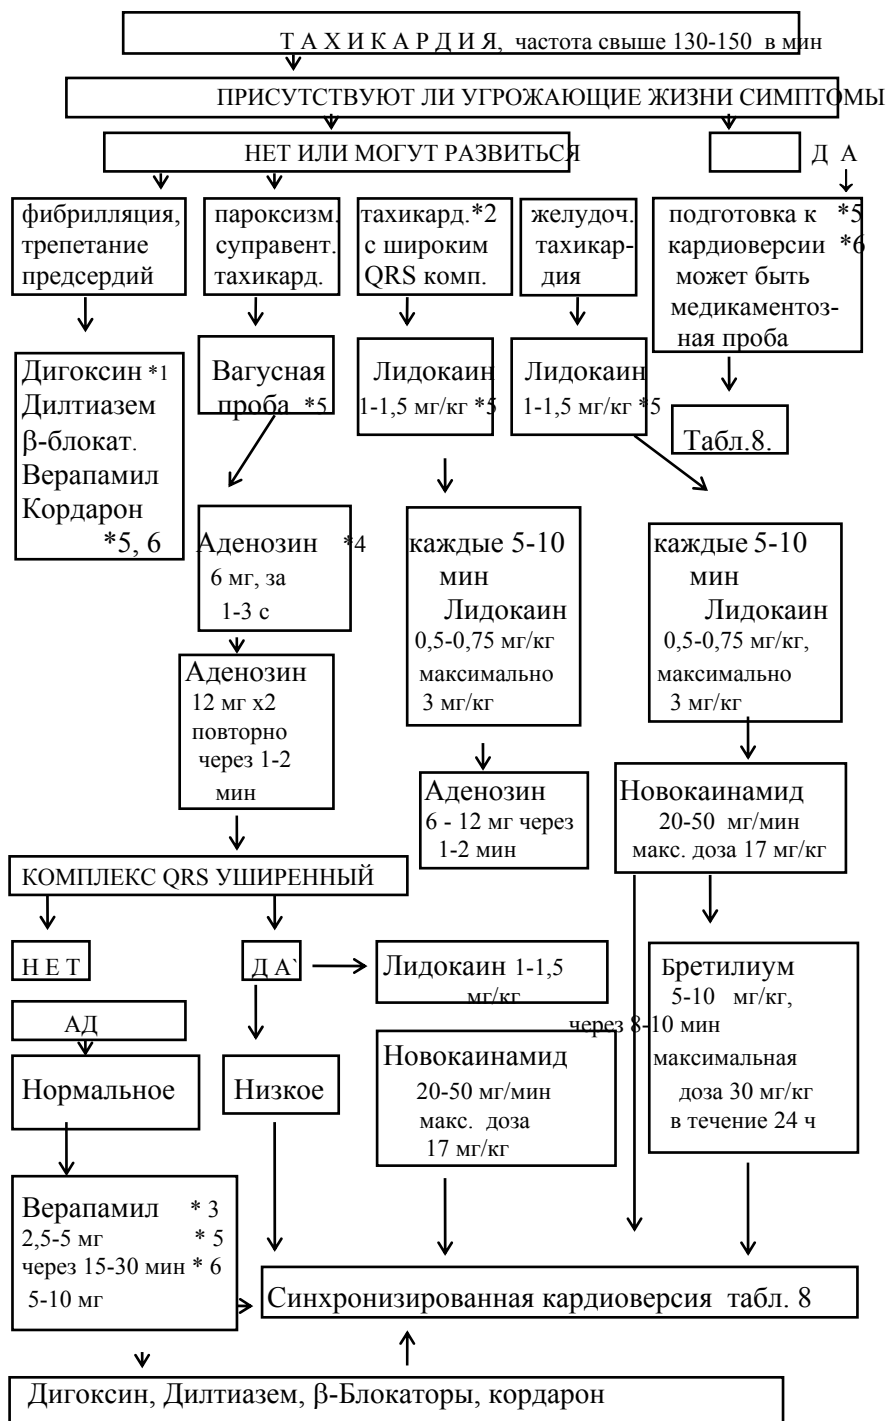 Т А Х И К А Р Д И Я, частота свыше 130-150 в мин
ПРИСУТСТВУЮТ ЛИ УГРОЖАЮЩИЕ ЖИЗНИ СИМПТОМЫ
НЕТ ИЛИ МОГУТ РАЗВИТЬСЯ
Д А
фибрилляция,
трепетание
предсердий
пароксизм.
суправент.
тахикард.
тахикард.*2
с широким
QRS комп.
желудоч.
тахикар-
дия
подготовка к *5
кардиоверсии *6
может быть
медикаментоз-
ная проба
Дигоксин *1
Дилтиазем
β-блокат.
Верапамил
Кордарон
*5, 6
Вагусная
проба *5
Лидокаин
1-1,5 мг/кг *5
Лидокаин
1-1,5 мг/кг *5
Табл.8.
Аденозин *4
6 мг, за
1-3 с
каждые 5-10
мин
Лидокаин
0,5-0,75 мг/кг
максимально
3 мг/кг
каждые 5-10
мин
Лидокаин
0,5-0,75 мг/кг,
максимально
3 мг/кг
Аденозин
12 мг х2
повторно
через 1-2
мин
Аденозин
6 - 12 мг через
1-2 мин
Новокаинамид
20-50 мг/мин
макс. доза 17 мг/кг
КОМПЛЕКС QRS УШИРЕННЫЙ
Н Е Т
Д А`
Лидокаин 1-1,5
мг/кг
Бретилиум
5-10 мг/кг,
через 8-10 мин
максимальная
доза 30 мг/кг
в течение 24 ч
АД
Нормальное
Низкое
Новокаинамид
20-50 мг/мин
макс. доза
17 мг/кг
Верапамил * 3
2,5-5 мг * 5
через 15-30 мин * 6
5-10 мг
Синхронизированная кардиоверсия табл. 8
Дигоксин, Дилтиазем, β-Блокаторы, кордарон